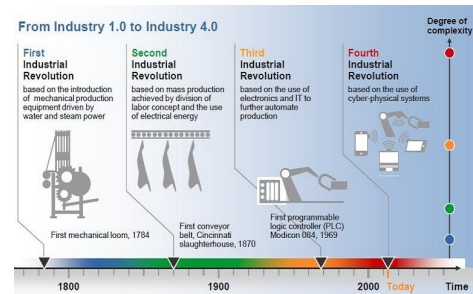 From Industry 1.0 to Industry 4.0
Degree of
complexity
First
Industrial
Revolution
based on the introduction
of mechanical production
equipment driven by
water and steam power
Second
Industrial
Revolution
based on mass production
achieved by division of
labor concept and the use
of electrical energy
Third
Industrial
Revolution
based on the use of
electronics and IT to
further automate
production
Fourth
Industrial
Revolution
based on the use of
cyber-physical systems
First mechanical loom, 1784
First conveyor
belt, Cincinnati
slaughterhouse, 1870
First programmable
logic controller (PLC)
Modicon 084, 1969
1800
1900
2000
Today
Time